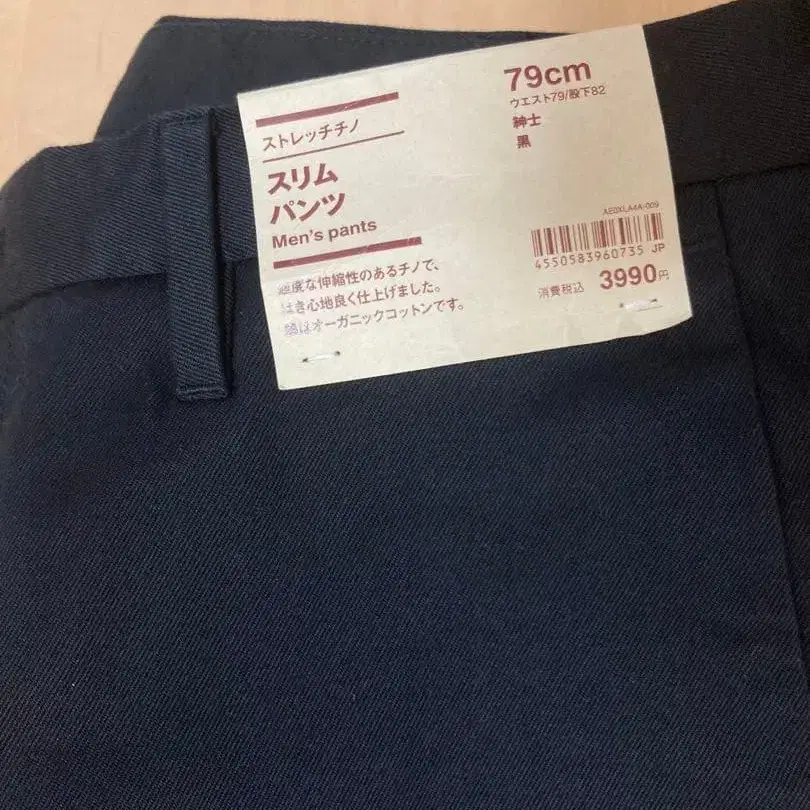 ストレッチチノ
スリム
パンツ
Men's pants
適度な伸縮性のあるチノで、
はき心地良く仕上げました。
綿はオーガニックコットンです。
79cm
ウエスト79/股下82
紳士
黒
AE0XLA4A-009
4550583960735 JP
消費税込 3990円